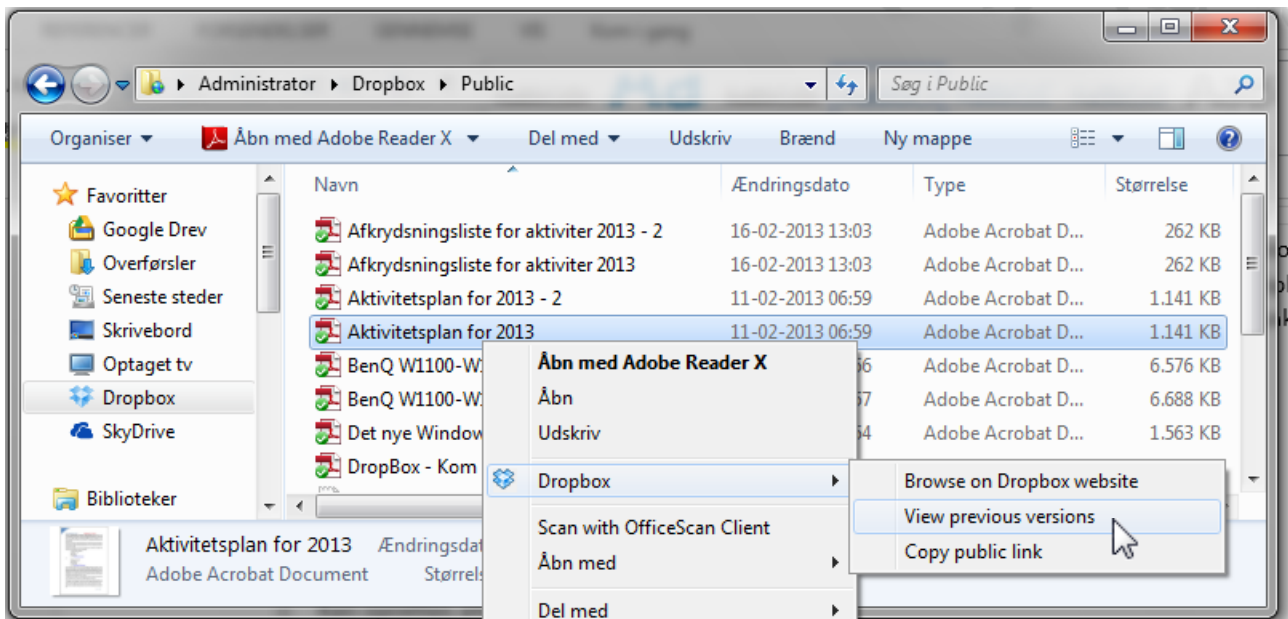 Administrator ▸ Dropbox ▸ Public
Søg i Public
Organiser Åbn med Adobe Reader X Del med Udskriv Brænd Ny mappe
Favoritter
Google Drev
Overførsler
Seneste steder
Skrivebord
Optaget tv
Dropbox
SkyDrive
Biblioteker
Navn Ændringsdato Type Størrelse
Afkrydsningsliste for aktiviter 2013 - 2 16-02-2013 13:03 Adobe Acrobat D... 262 KB
Afkrydsningsliste for aktiviter 2013 16-02-2013 13:03 Adobe Acrobat D... 262 KB
Aktivitetsplan for 2013 - 2 11-02-2013 06:59 Adobe Acrobat D... 1.141 KB
Aktivitetsplan for 2013 11-02-2013 06:59 Adobe Acrobat D... 1.141 KB
BenQ W1100-W Adobe Acrobat D... 6.576 KB
BenQ W1100-W Adobe Acrobat D... 6.688 KB
Det nye Window Adobe Acrobat D... 1.563 KB
DropBox - Kom
Åbn med Adobe Reader X
Åbn
Udskriv
Dropbox
Scan with OfficeScan Client
Åbn med
Del med
Browse on Dropbox website
View previous versions
Copy public link
Aktivitetsplan for 2013 Ændringsdat
Adobe Acrobat Document Størrels